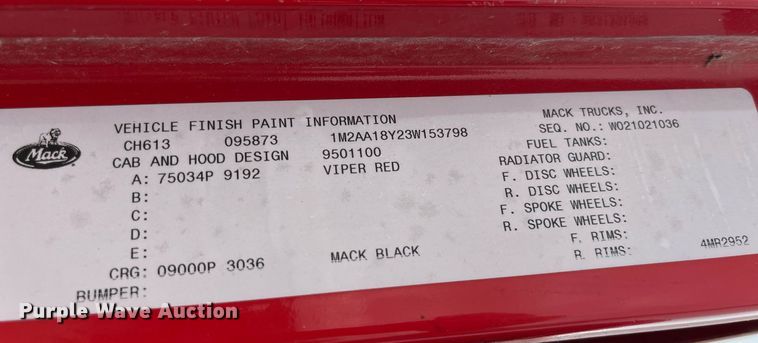 Mack
VEHICLE FINISH PAINT INFORMATION
CH613 095873 1M2AA18Y23W153798
CAB AND HOOD DESIGN 9501100
A: 75034P 9192 VIPER RED
B:
C:
D:
E:
CRG: 09000P 3036 MACK BLACK
BUMPER:
MACK TRUCKS, INC.
SEQ. NO.: WO21021036
FUEL TANKS:
RADIATOR GUARD:
F. DISC WHEELS:
R. DISC WHEELS:
F. SPOKE WHEELS:
R. SPOKE WHEELS:
F. RIMS:
R. RIMS:
4MR2952
Purple Wave Auction